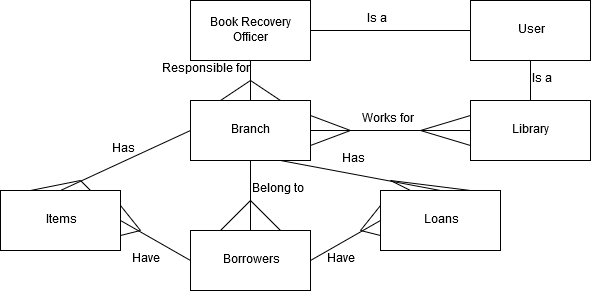 Book Recovery
Officer
Is a
User
Responsible for
Is a
Branch
Works for
Library
Has
Has
Items
Belong to
Loans
Have
Borrowers
Have